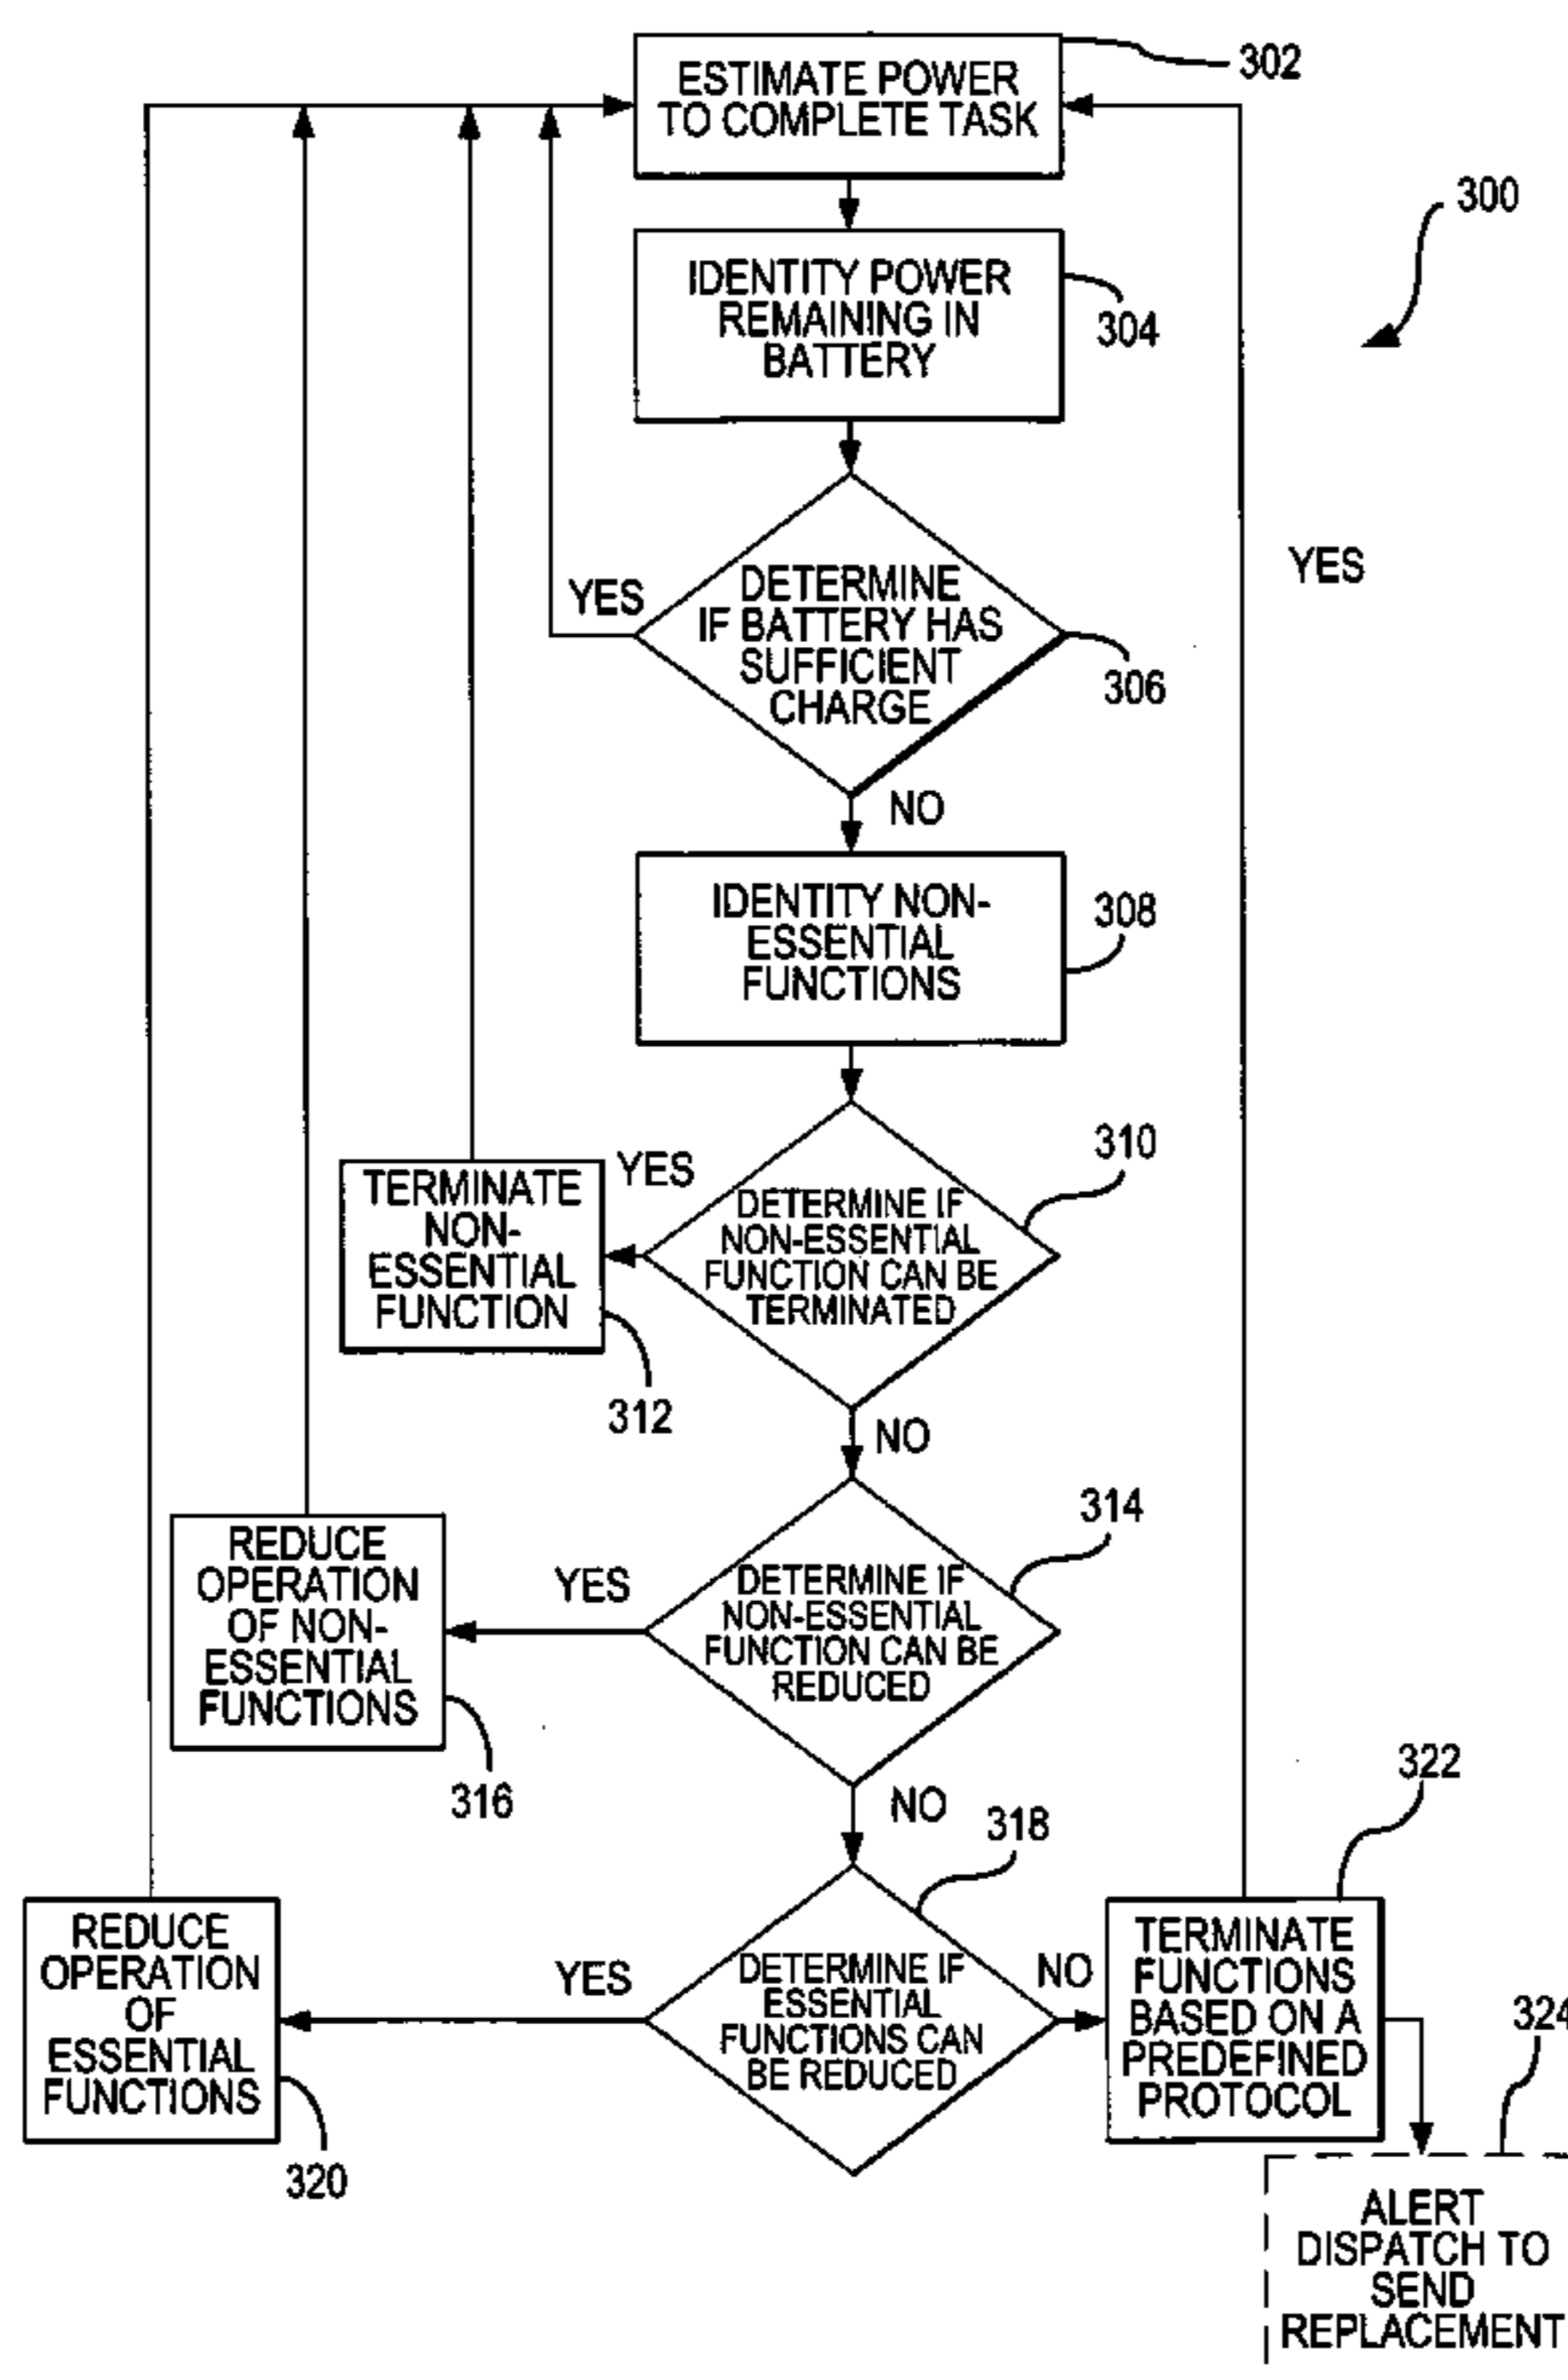 ESTIMATE POWER
TO COMPLETE TASK
302
300
IDENTITY POWER
REMAINING IN
BATTERY
304
YES
YES
DETERMINE
IF BATTERY HAS
SUFFICIENT
CHARGE
306
NO
IDENTITY NON-
ESSENTIAL
FUNCTIONS
308
310
YES
TERMINATE
NON-
ESSENTIAL
FUNCTION
DETERMINE IF
NON-ESSENTIAL
FUNCTION CAN BE
TERMINATED
312
NO
314
REDUCE
OPERATION
OF NON-
ESSENTIAL
FUNCTIONS
YES
DETERMINE IF
NON-ESSENTIAL
FUNCTION CAN BE
REDUCED
316
NO
318
322
REDUCE
OPERATION
OF
ESSENTIAL
FUNCTIONS
YES
DETERMINE IF
ESSENTIAL
FUNCTIONS CAN
BE REDUCED
NO
TERMINATE
FUNCTIONS
BASED ON A
PREDEFINED
PROTOCOL
324
320
ALERT
DISPATCH TO
SEND
REPLACEMENT